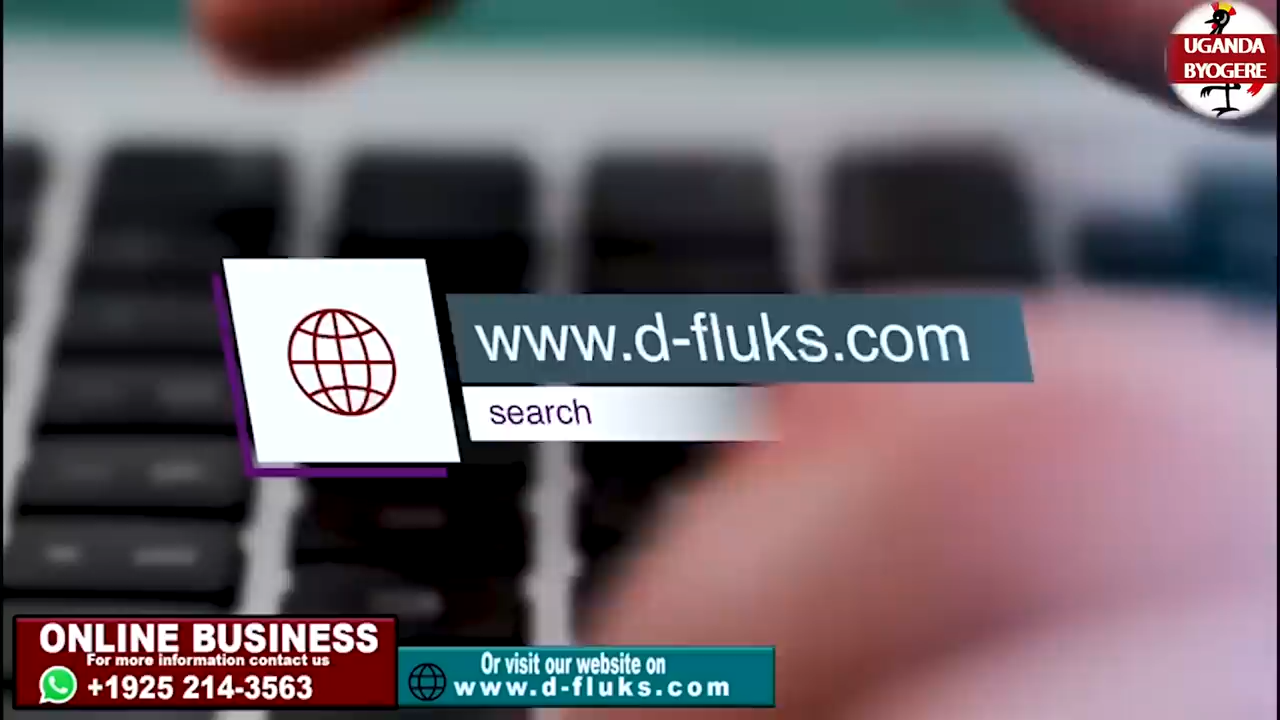 UGANDA
BYOGERE
www.d-fluks.com
search
ONLINE BUSINESS
For more information contact us
+1925 214-3563
Or visit our website on
www.d-fluks.com